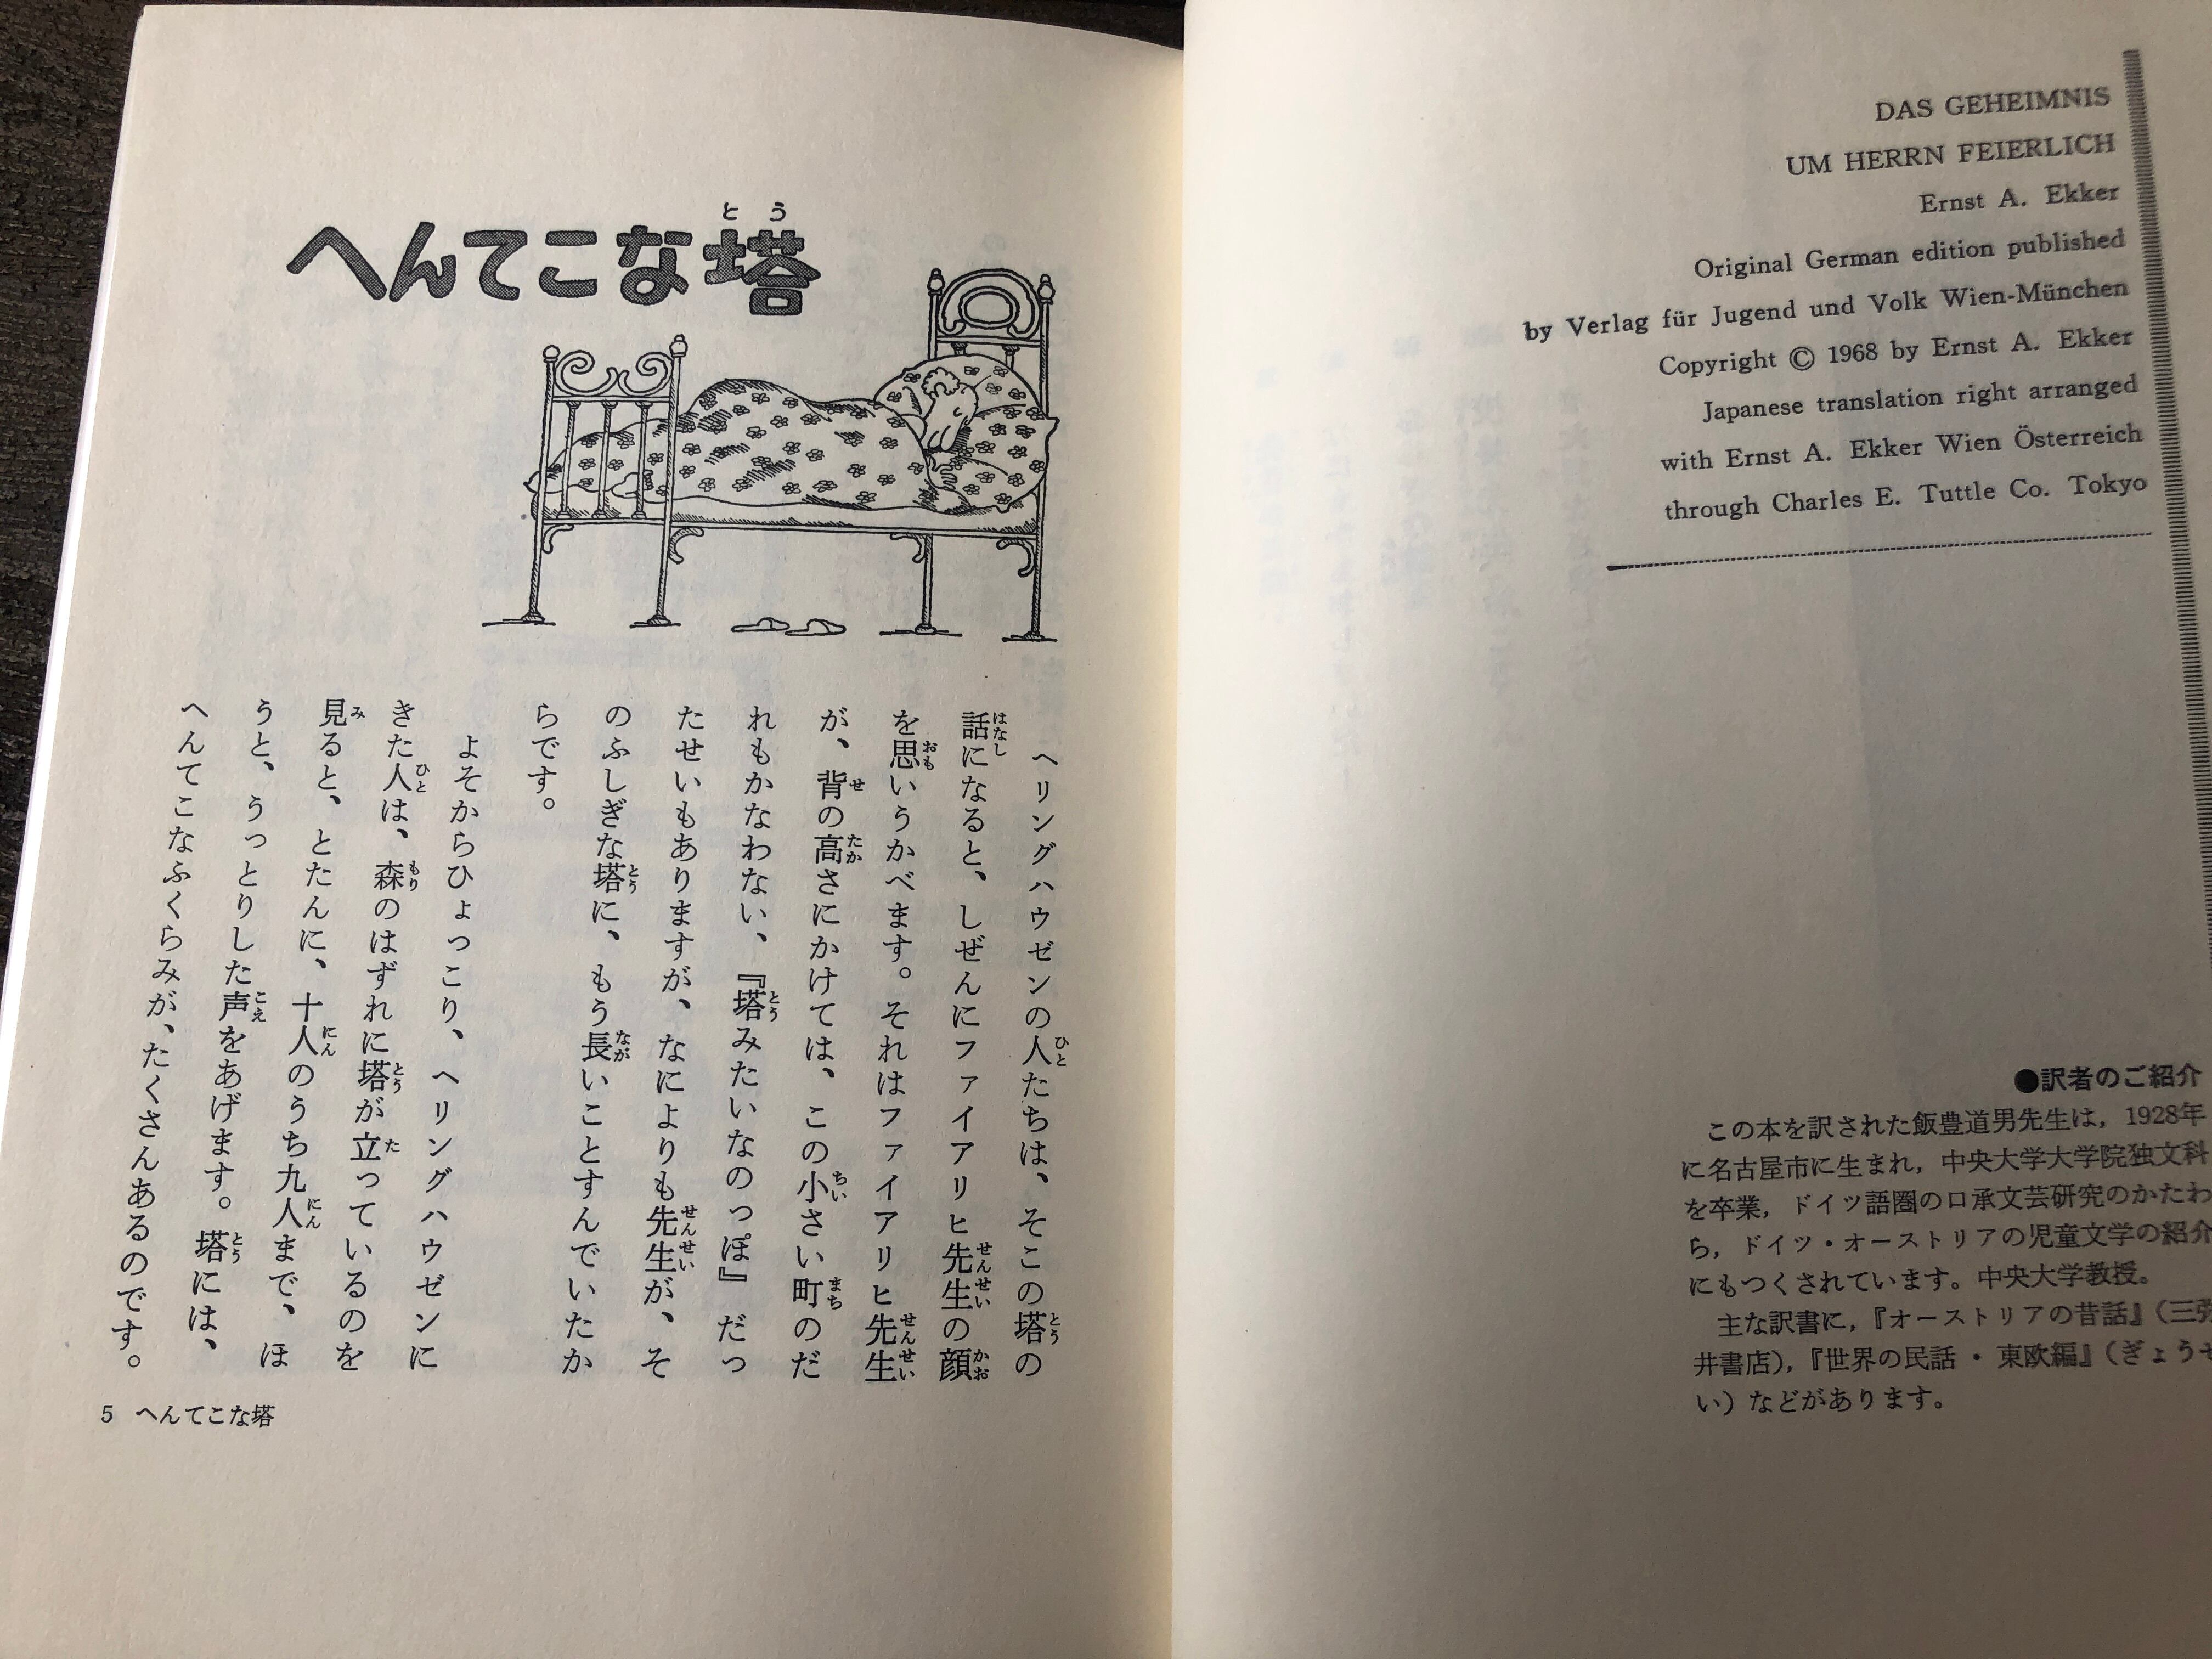 DAS GEHEIMNIS
UM HERRN FEIERLICH
Ernst A. Ekker
Original German edition published
by Verlag für Jugend und Volk Wien-München
Copyright © 1968 by Ernst A. Ekker
Japanese translation right arranged
with Ernst A. Ekker Wien Österreich
through Charles E. Tuttle Co. Tokyo
●訳者のご紹介
この本を訳された飯豊道男先生は，1928年
に名古屋市に生まれ，中央大学大学院独文科
を卒業，ドイツ語圏の口承文芸研究のかたわ
ら，ドイツ・オーストリアの児童文学の紹介
にもつくされています。中央大学教授。
主な訳書に，『オーストリアの昔話』（三弥
井書店），『世界の民話・東欧編』（ぎょうせ
い）などがあります。
へんてこな塔
ヘリングハウゼンの人たちは、そこの塔の
話になると、しぜんにファイアリヒ先生の顔
を思いうかべます。それはファイアリヒ先生
が、背の高さにかけては、この小さい町のだ
れもかなわない、『塔みたいなのっぽ』だっ
たせいもありますが、なによりも先生が、そ
のふしぎな塔に、もう長いことすんでいたか
らです。
よそからひょっこり、ヘリングハウゼンに
きた人は、森のはずれに塔が立っているのを
見ると、とたんに、十人のうち九人まで、ほ
うと、うっとりした声をあげます。塔には、
へんてこなふくらみが、たくさんあるのです。
5 へんてこな塔